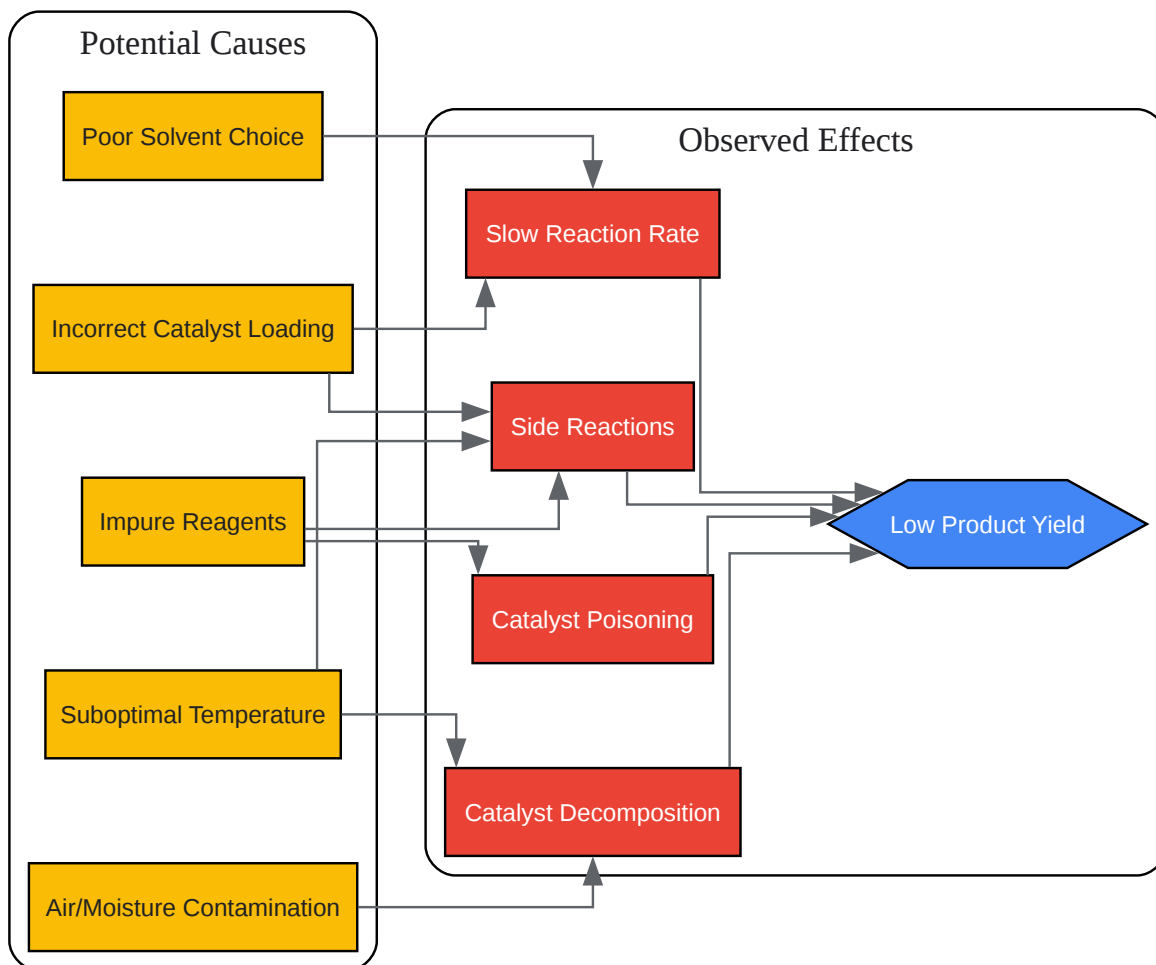 Potential Causes
Poor Solvent Choice
Incorrect Catalyst Loading
Impure Reagents
Suboptimal Temperature
Air/Moisture Contamination
Observed Effects
Slow Reaction Rate
Side Reactions
Catalyst Poisoning
Catalyst Decomposition
Low Product Yield